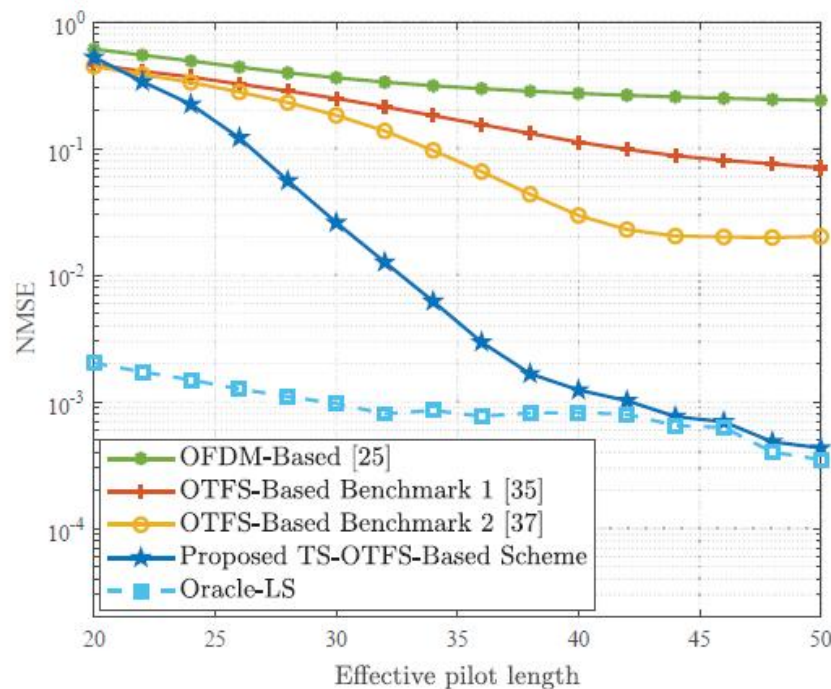 10^0
10^{-1}
10^{-2}
10^{-3}
10^{-4}
NMSE
OFDM-Based [25]
OTFS-Based Benchmark 1 [35]
OTFS-Based Benchmark 2 [37]
Proposed TS-OTFS-Based Scheme
Oracle-LS
20 25 30 35 40 45 50
Effective pilot length